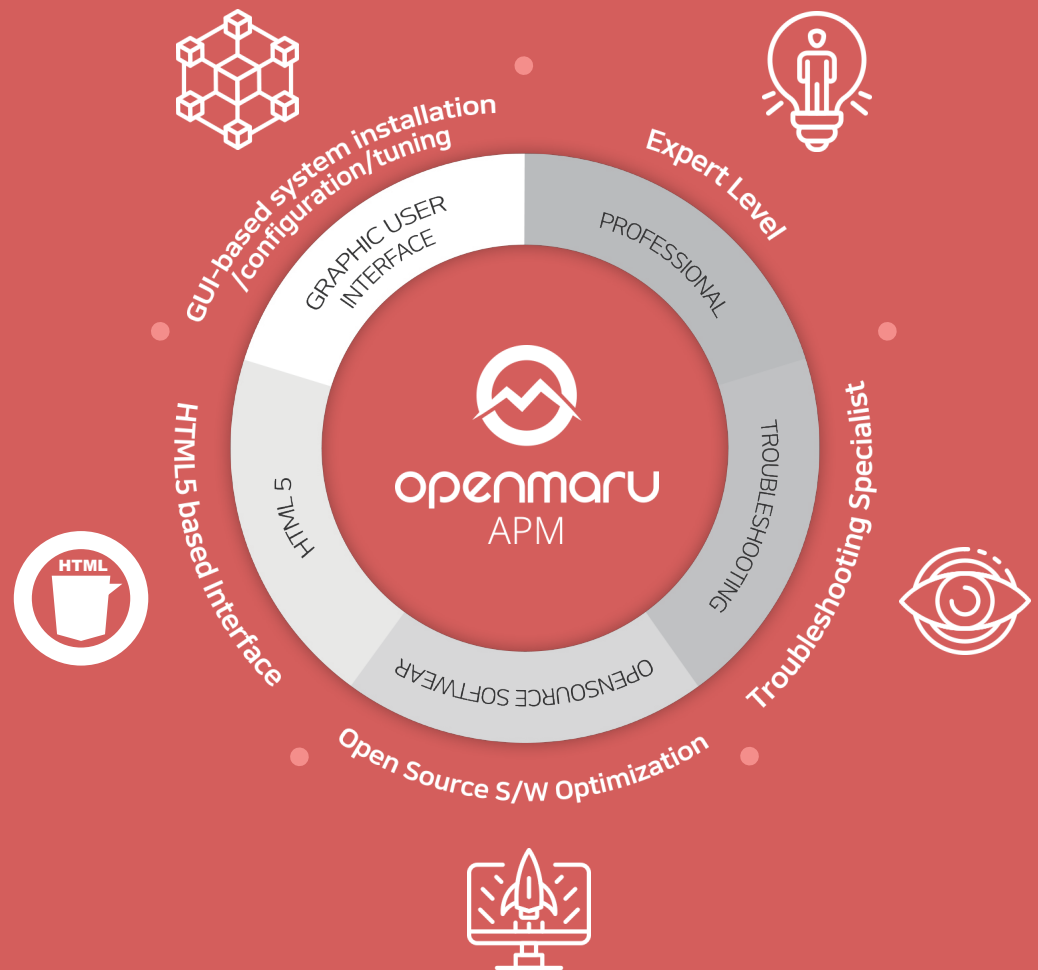 GUI-based system installation
/configuration/tuning
Expert Level
GRAPHIC USER
INTERFACE
PROFESSIONAL
HTML5 based Interface
HTML 5
openmaru
APM
TROUBLESHOOTING
Troubleshooting Specialist
HTML
OPENSOURCE SOFTWEAR
Open Source S/W Optimization